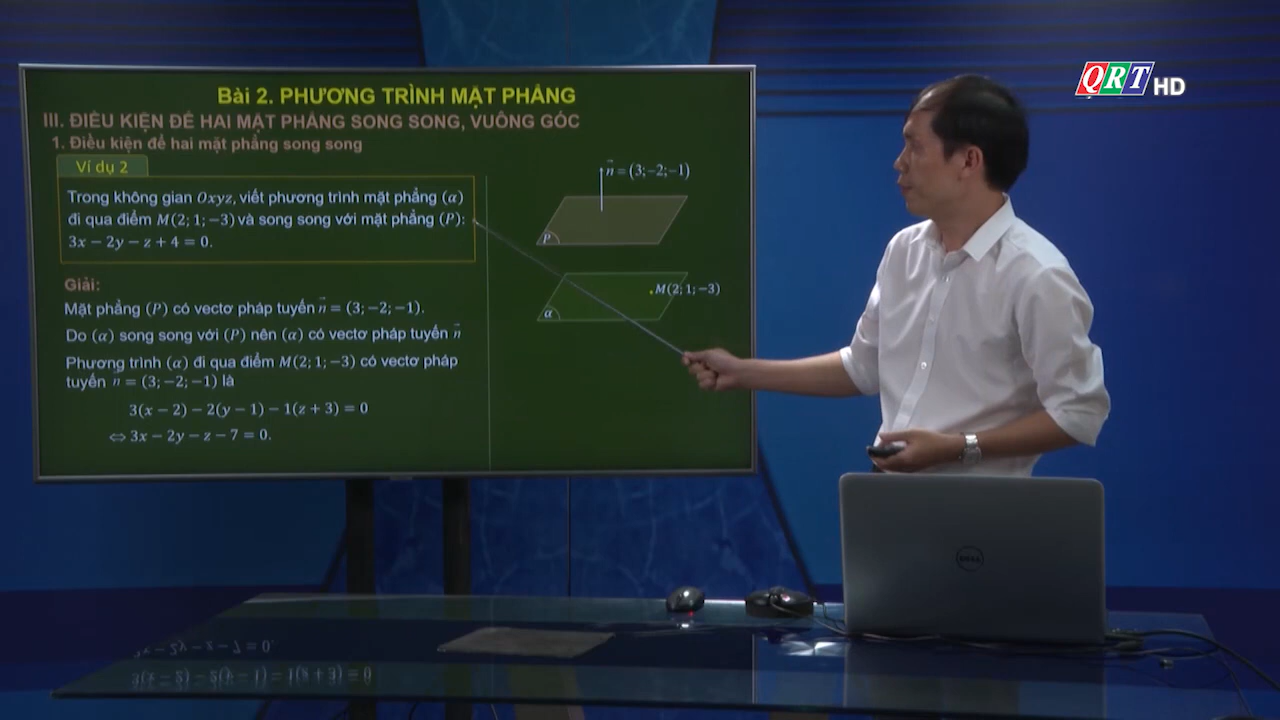 QRT HD
Bài 2. PHƯƠNG TRÌNH MẶT PHẲNG
III. ĐIỀU KIỆN ĐỂ HAI MẶT PHẲNG SONG SONG, VUÔNG GÓC
1. Điều kiện để hai mặt phẳng song song
Ví dụ 2
Trong không gian Oxyz, viết phương trình mặt phẳng (α)
đi qua điểm M(2; 1; −3) và song song với mặt phẳng (P):
3x − 2y − z + 4 = 0.
Giải:
Mặt phẳng (P) có vectơ pháp tuyến n⃗ = (3; −2; −1).
Do (α) song song với (P) nên (α) có vectơ pháp tuyến n⃗
Phương trình (α) đi qua điểm M(2; 1; −3) có vectơ pháp
tuyến n⃗ = (3; −2; −1) là
3(x − 2) − 2(y − 1) − 1(z + 3) = 0
⇔ 3x − 2y − z − 7 = 0.
n⃗ = (3; −2; −1)
P
M(2; 1; −3)
α
DELL